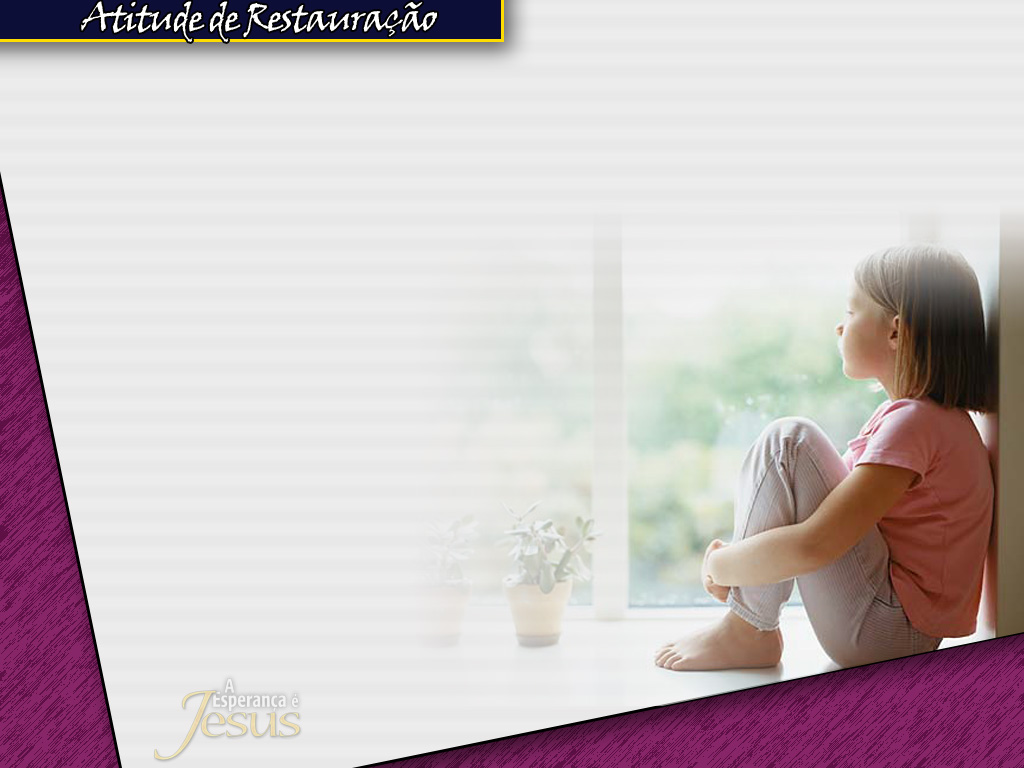 Atitude de Restauração
A
Esperança é
Jesus